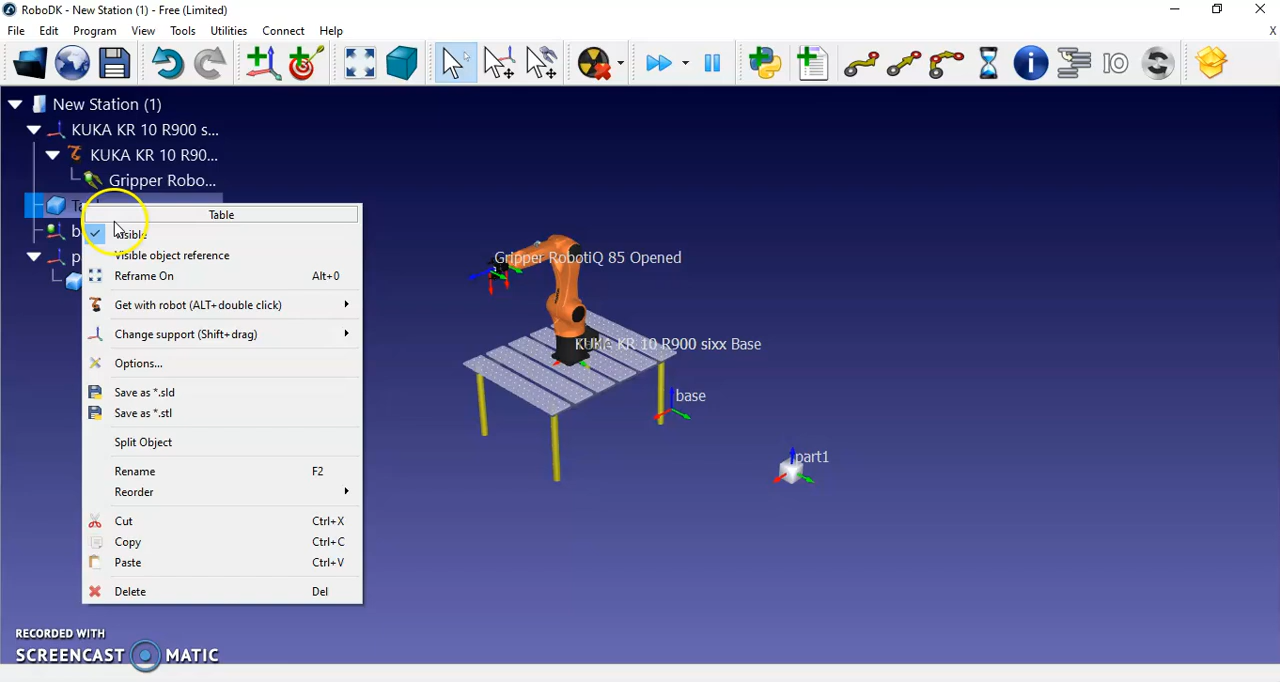 RoboDK - New Station (1) - Free (Limited)
File Edit Program View Tools Utilities Connect Help
x
IO
New Station (1)
KUKA KR 10 R900 s...
KUKA KR 10 R90...
Gripper Robo...
Table
Visible object reference
Reframe On Alt+0
Get with robot (ALT+double click)
Change support (Shift+drag)
Options...
Save as *.sld
Save as *.stl
Split Object
Rename F2
Reorder
Cut Ctrl+X
Copy Ctrl+C
Paste Ctrl+V
Delete Del
Gripper RobotiQ 85 Opened
KUKA KR 10 R900 sixx Base
base
part1
RECORDED WITH
SCREENCAST MATIC